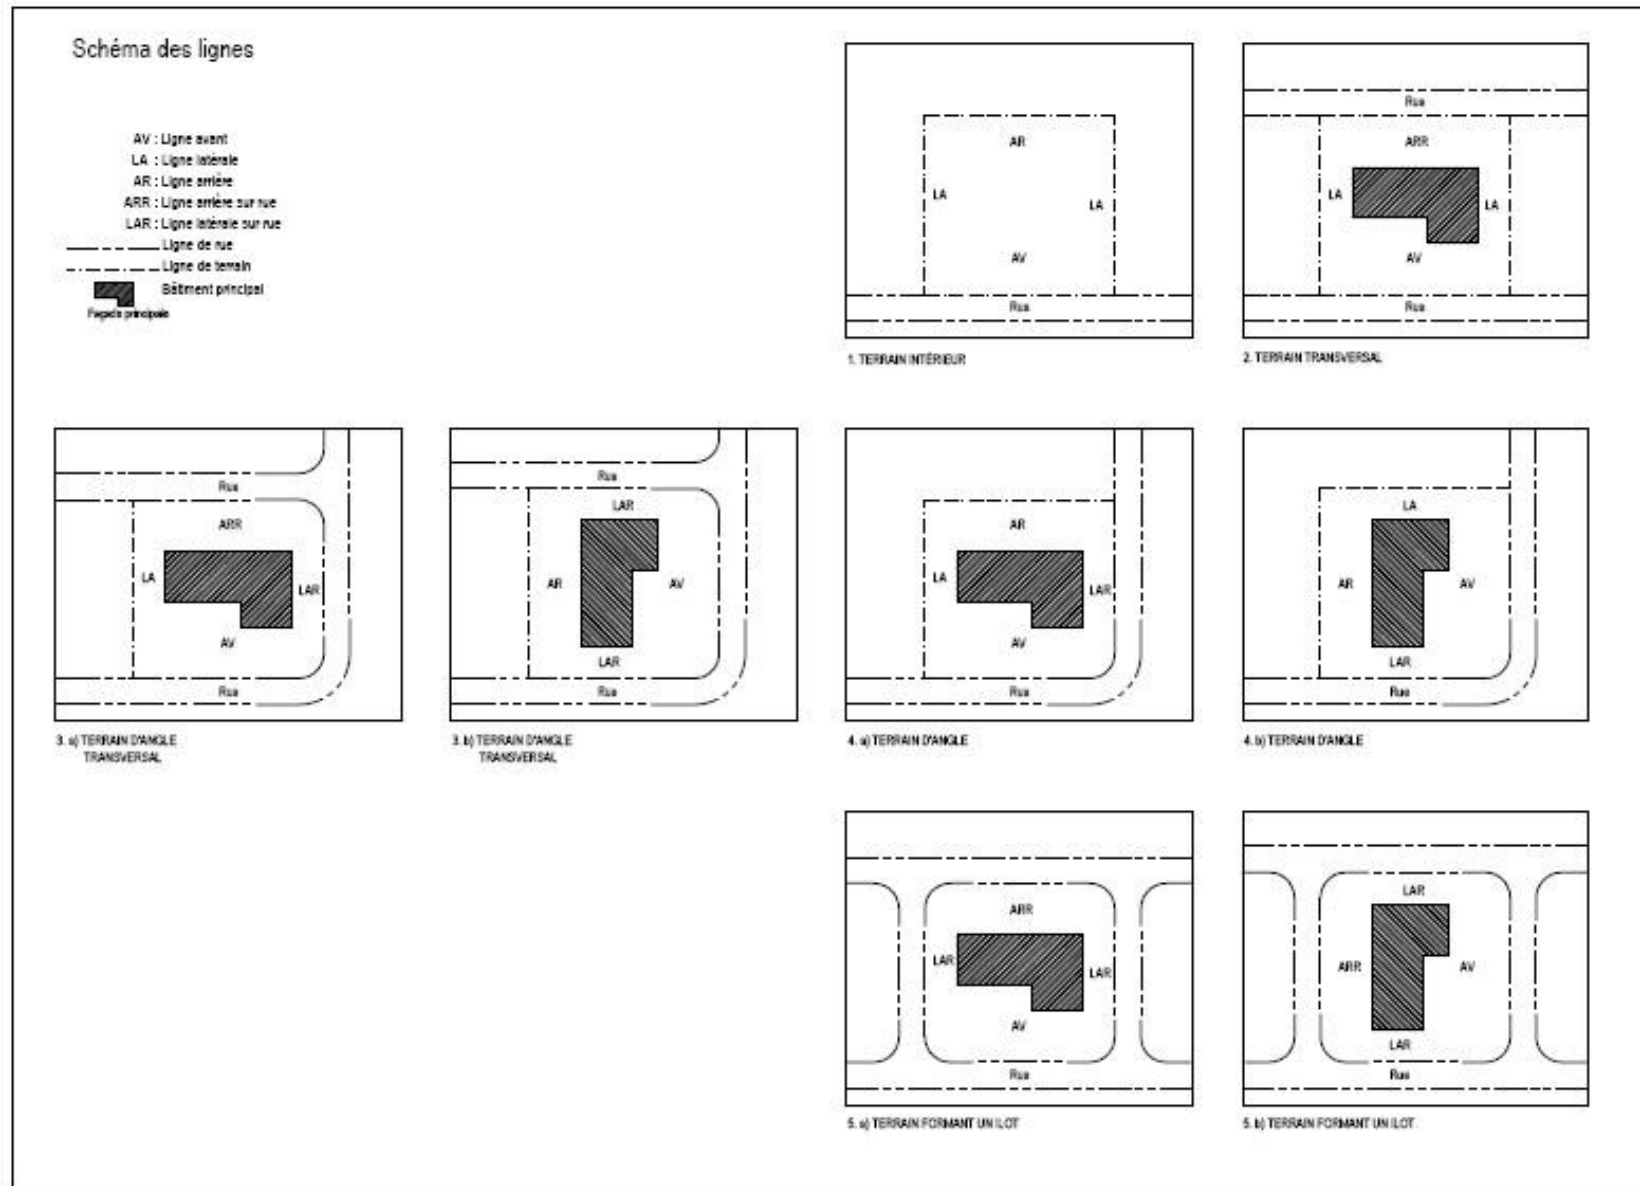 Schéma des lignes
AV : Ligne avant
LA : Ligne latérale
AR : Ligne arrière
ARR : Ligne arrière sur rue
LAR : Ligne latérale sur rue
Ligne de rue
Ligne de terrain
Bâtiment principal
Façade principale
AR
LA
LA
AV
Rue
1. TERRAIN INTÉRIEUR
Rue
ARR
LA
LA
AV
Rue
2. TERRAIN TRANSVERSAL
Rue
ARR
LA
LAR
AV
Rue
3. a) TERRAIN D'ANGLE
TRANSVERSAL
Rue
LAR
AR
AV
LAR
Rue
3. b) TERRAIN D'ANGLE
TRANSVERSAL
AR
LA
LAR
AV
Rue
4. a) TERRAIN D'ANGLE
LA
AR
AV
LAR
Rue
4. b) TERRAIN D'ANGLE
ARR
LAR
LAR
AV
Rue
5. a) TERRAIN FORMANT UN ILOT
LAR
ARR
AV
LAR
Rue
5. b) TERRAIN FORMANT UN ILOT